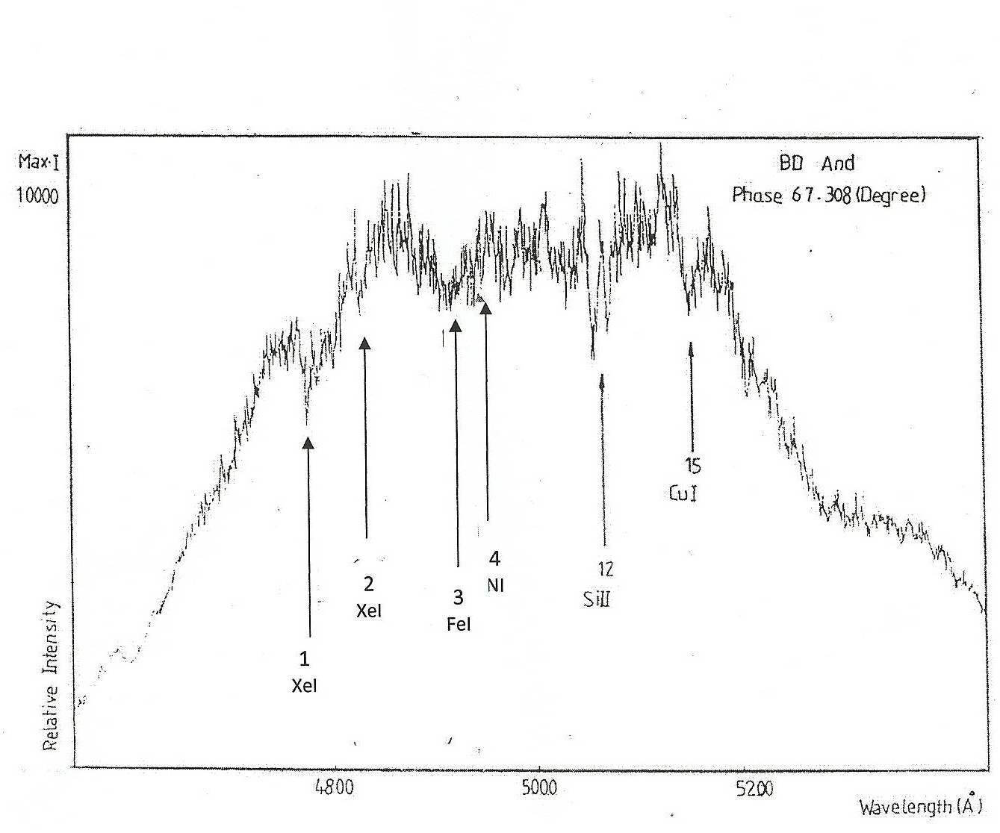 Max·I
10000
BD And
Phase 67.308 (Degree)
15
CuI
4
NI
12
SiII
2
XeI
3
FeI
1
XeI
Relative Intensity
4800
5000
5200
Wavelength (Å)